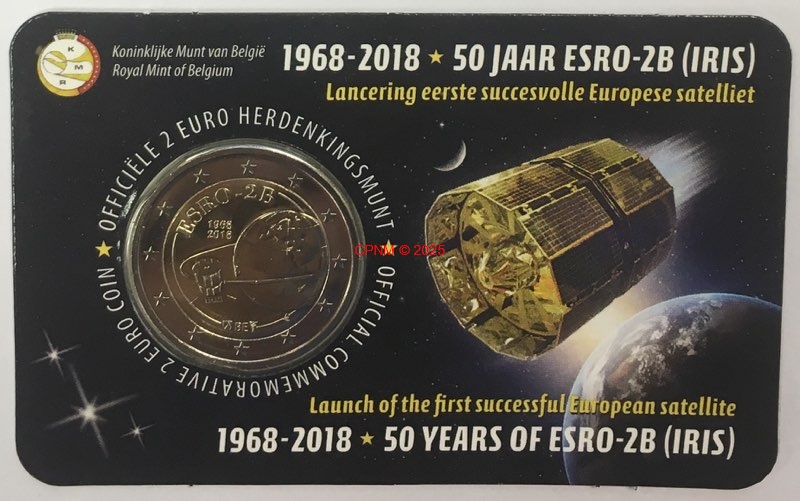 K M R
Koninklijke Munt van België
Royal Mint of Belgium
1968-2018 ★ 50 JAAR ESRO-2B (IRIS)
Lancering eerste succesvolle Europese satelliet
★ OFFICIËLE 2 EURO HERDENKINGSMUNT ★ OFFICIAL COMMEMORATIVE 2 EURO COIN
ESRO-2B
1968
2018
BE
CPNM © 2025
Launch of the first successful European satellite
1968-2018 ★ 50 YEARS OF ESRO-2B (IRIS)